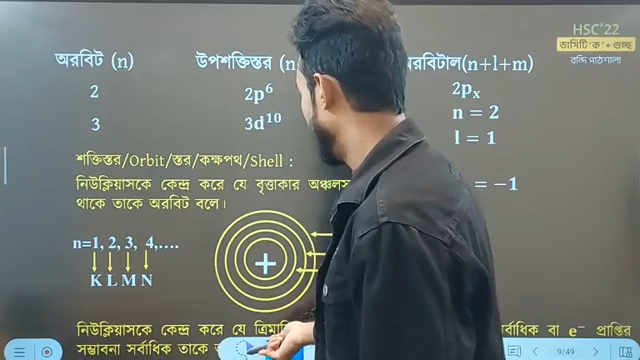 HSC'22
ভার্সিটি 'ক' + গুচ্ছ
বন্দি পাঠশালা
অরবিট (n)
উপশক্তিস্তর (n
অরবিটাল(n+l+m)
2
2p⁶
2pₓ
n = 2
3
3d¹⁰
l = 1
= −1
শক্তিস্তর/Orbit/স্তর/কক্ষপথ/Shell :
নিউক্লিয়াসকে কেন্দ্র করে যে বৃত্তাকার
থাকে তাকে অরবিট বলে।
n=1, 2, 3, 4,....
K L M N
+
নিউক্লিয়াসকে কেন্দ্র করে যে সর্বাধিক বা e⁻ প্রাপ্তির
সম্ভাবনা সর্বাধিক তাকে
9/49